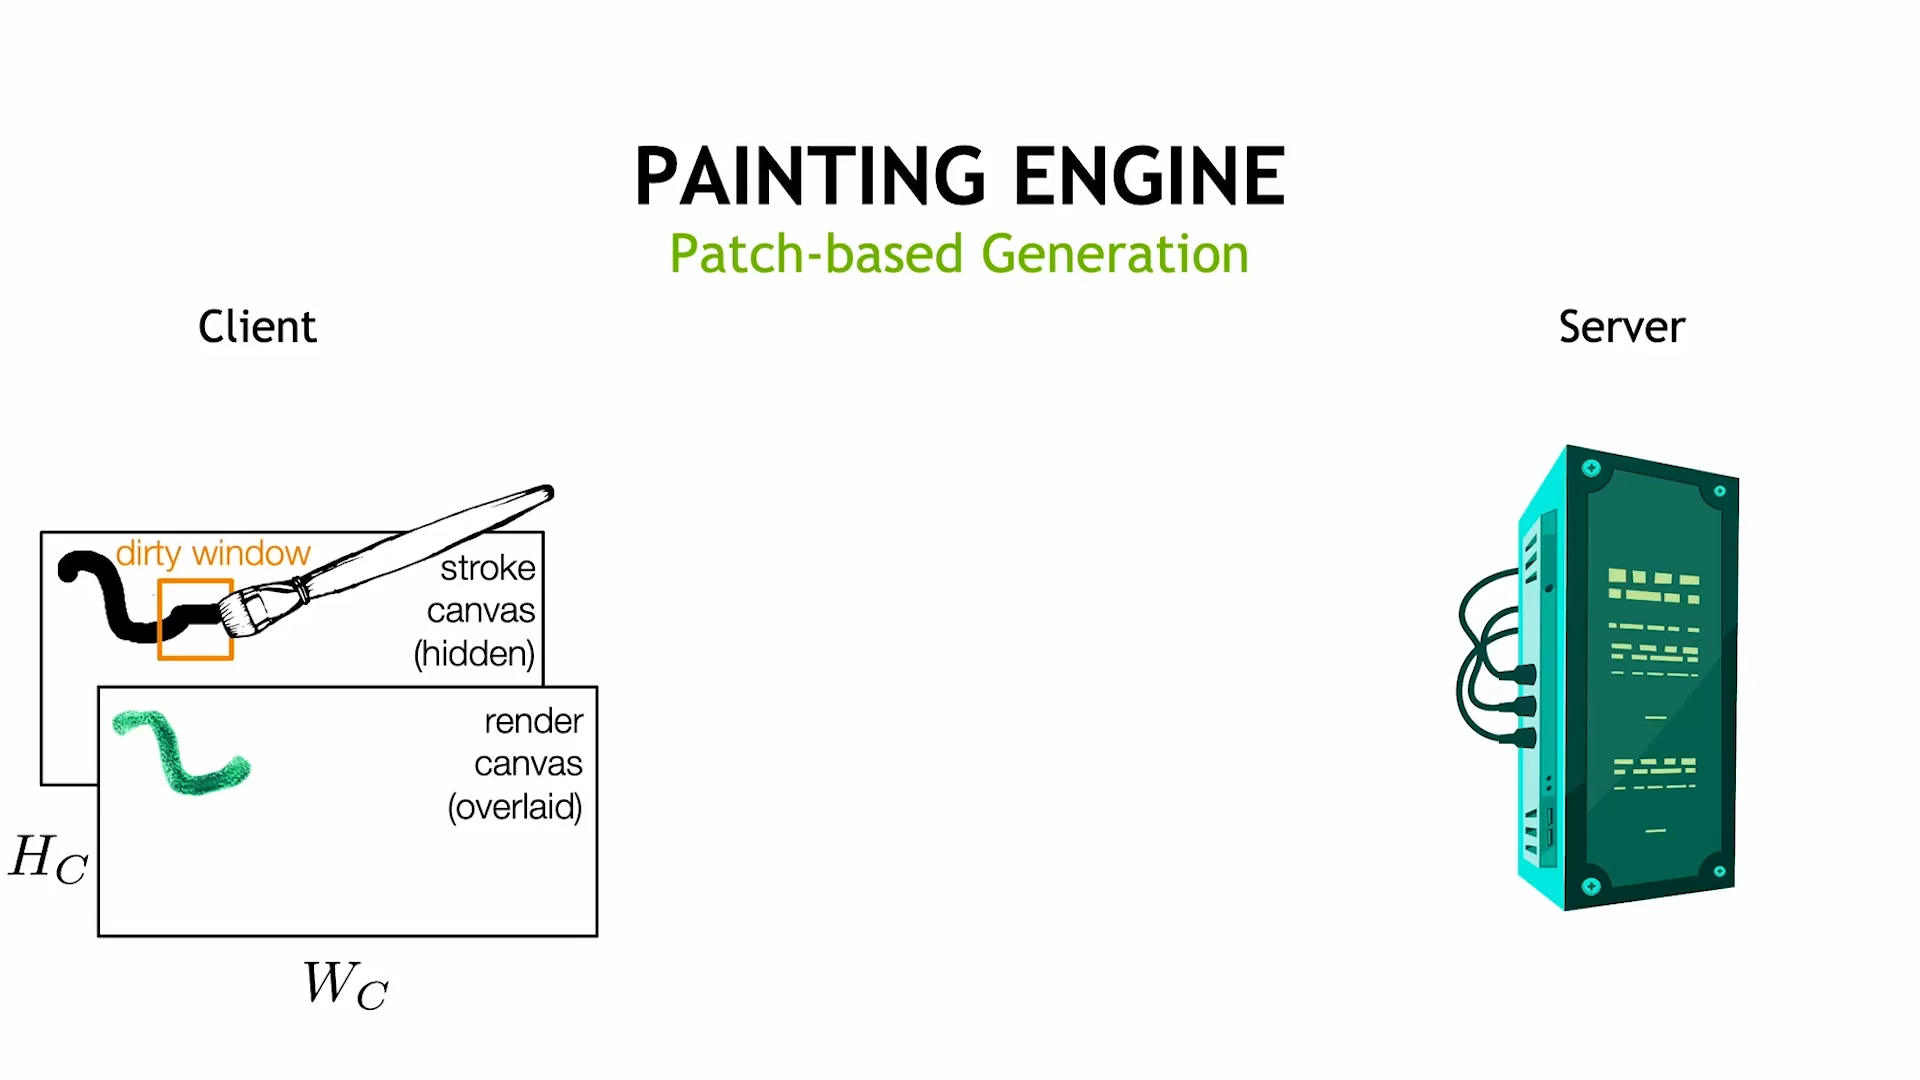 PAINTING ENGINE
Patch-based Generation
Client
Server
dirty window
stroke
canvas
(hidden)
render
canvas
(overlaid)
H_C
W_C